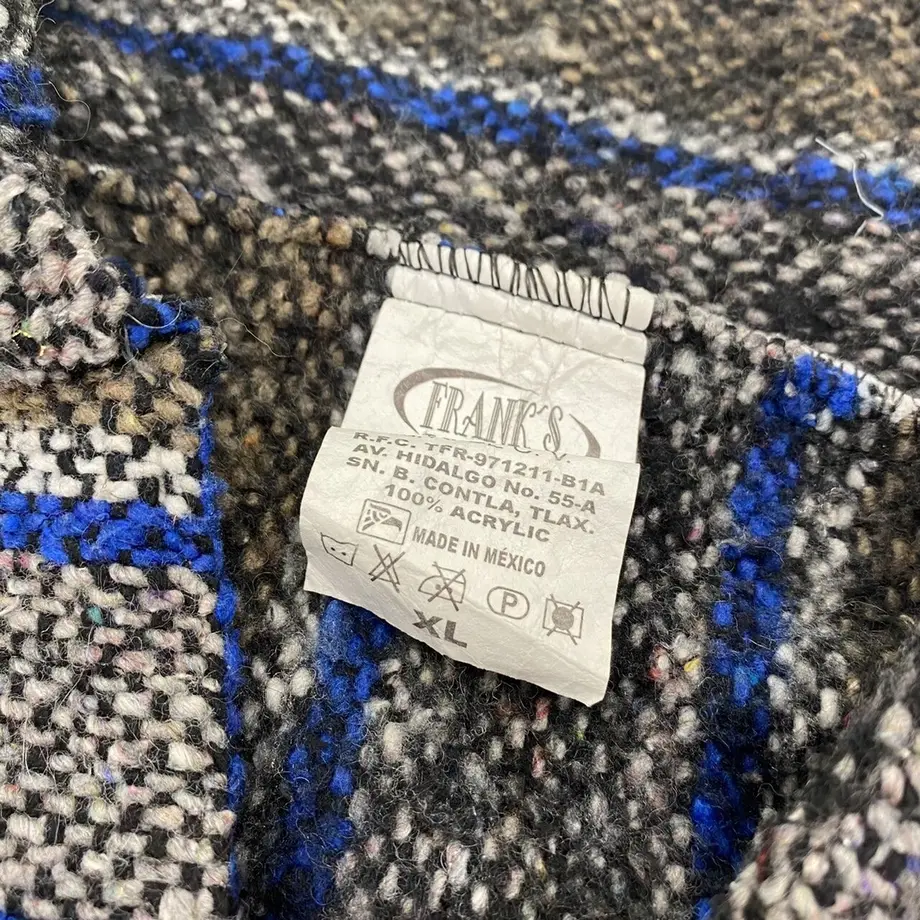 FRANK'S
R.F.C. TFR-971211-B1A
AV. HIDALGO No. 55-A
SN. B. CONTLA, TLAX.
100% ACRYLIC
MADE IN MÉXICO
P
XL